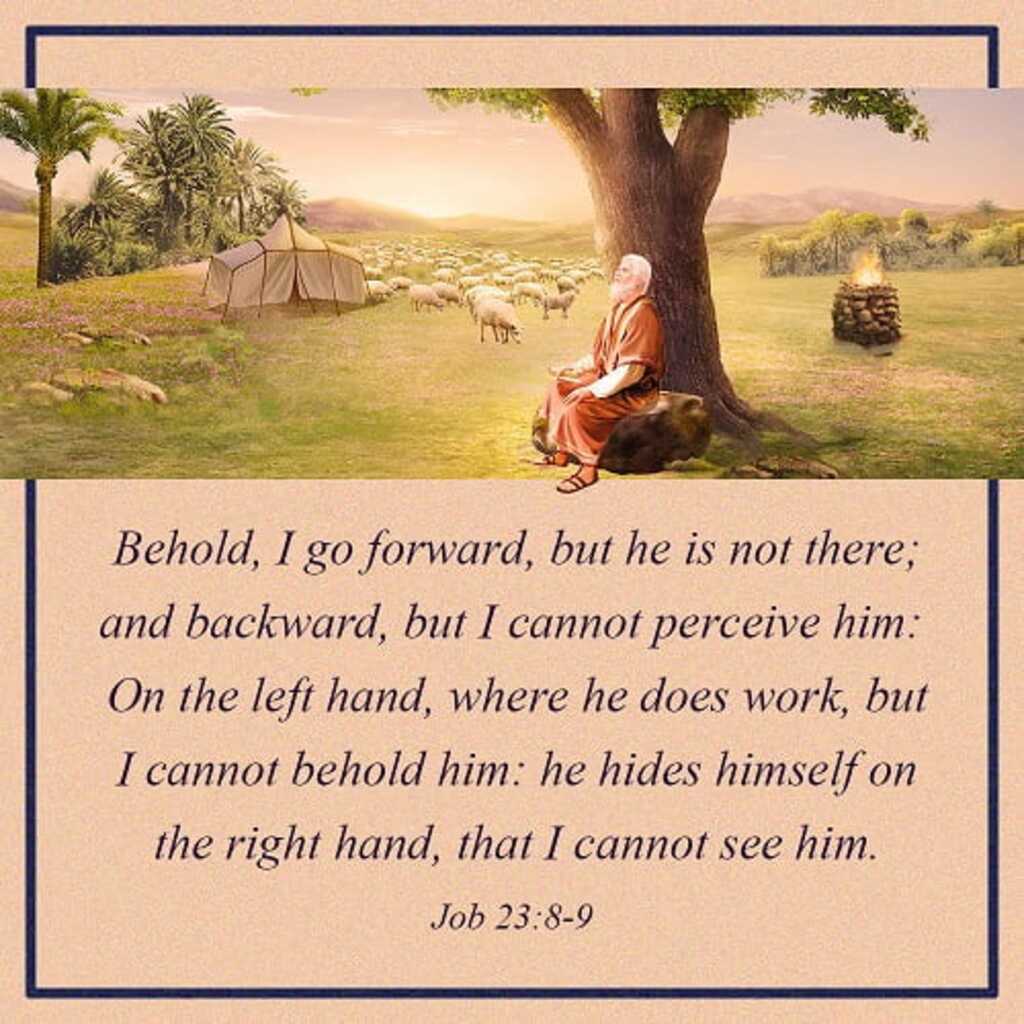 Behold, I go forward, but he is not there;
and backward, but I cannot perceive him:
On the left hand, where he does work, but
I cannot behold him: he hides himself on
the right hand, that I cannot see him.
Job 23:8-9